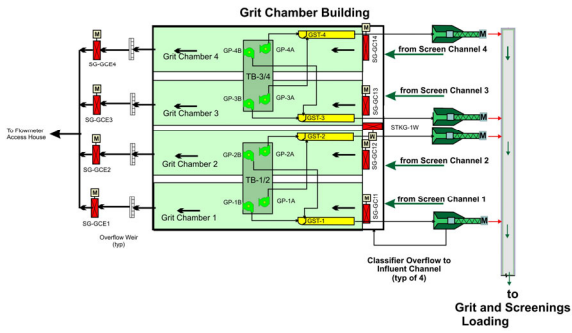 Grit Chamber Building
M
SG-GCE4
Grit Chamber 4
GP-4B
GP-4A
GST-4
M
SG-GC14
from Screen Channel 4
M
TB-3/4
M
SG-GCE3
Grit Chamber 3
GP-3B
GP-3A
GST-3
M
SG-GC13
from Screen Channel 3
M
STKG-1W
To Flowmeter
Access House
M
SG-GCE2
Grit Chamber 2
GP-2B
GP-2A
GST-2
M
SG-GC12
from Screen Channel 2
M
TB-1/2
M
SG-GCE1
Grit Chamber 1
GP-1B
GP-1A
GST-1
M
SG-GC11
from Screen Channel 1
M
Overflow Weir
(typ)
Classifier Overflow to
Influent Channel
(typ of 4)
to
Grit and Screenings
Loading